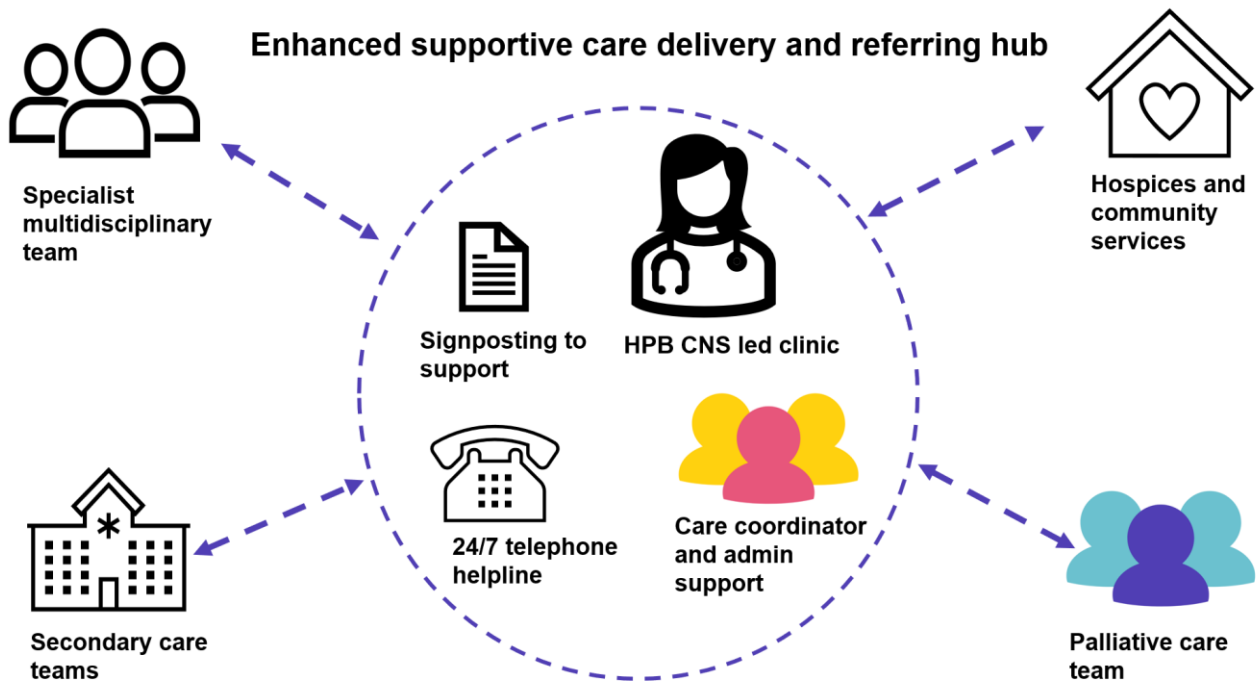 Enhanced supportive care delivery and referring hub
Specialist
multidisciplinary
team
Hospices and
community
services
Signposting to
support
HPB CNS led clinic
24/7 telephone
helpline
Care coordinator
and admin
support
Secondary care
teams
Palliative care
team